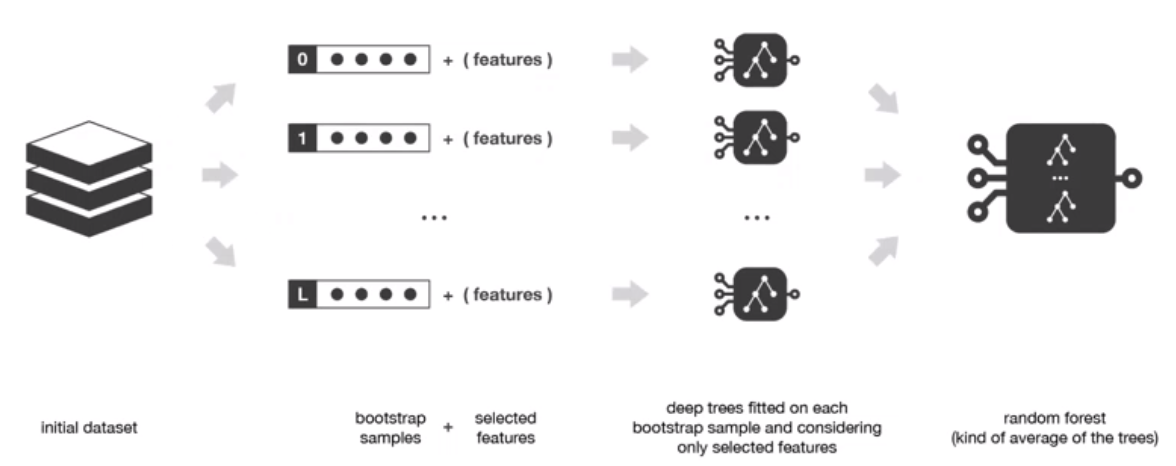 0 + ( features )
1 + ( features )
...
...
L + ( features )
initial dataset
bootstrap
samples
+
selected
features
deep trees fitted on each
bootstrap sample and considering
only selected features
random forest
(kind of average of the trees)